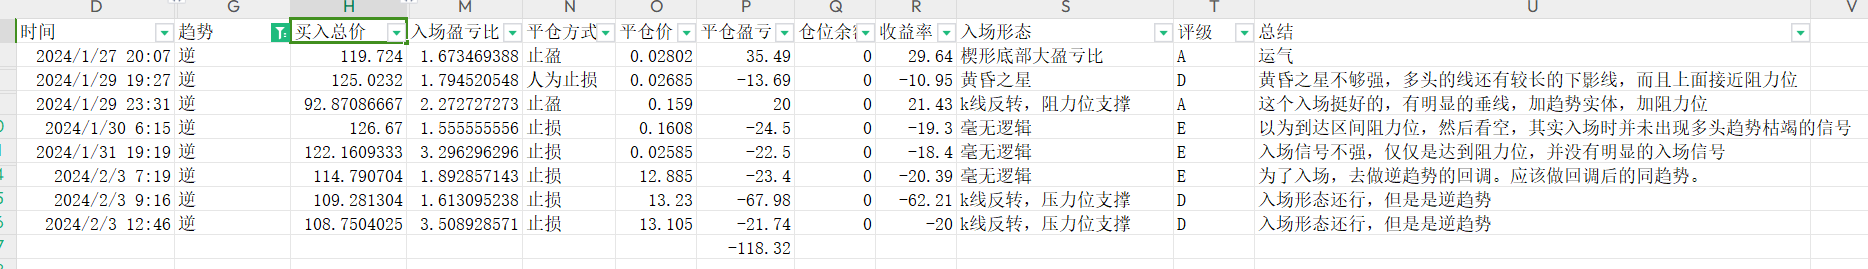 D G H M N O P Q R S T U V
时间 趋势 买入总价 入场盈亏比 平仓方式 平仓价 平仓盈亏 仓位余 收益率 入场形态 评级 总结
2024/1/27 20:07 逆 119.724 1.673469388 止盈 0.02802 35.49 0 29.64 楔形底部大盈亏比 A 运气
2024/1/29 19:27 逆 125.0232 1.794520548 人为止损 0.02685 -13.69 0 -10.95 黄昏之星 D 黄昏之星不够强，多头的线还有较长的下影线，而且上面接近阻力位
2024/1/29 23:31 逆 92.87086667 2.272727273 止盈 0.159 20 0 21.43 k线反转，阻力位支撑 A 这个入场挺好的，有明显的垂线，加趋势实体，加阻力位
2024/1/30 6:15 逆 126.67 1.555555556 止损 0.1608 -24.5 0 -19.3 毫无逻辑 E 以为到达区间阻力位，然后看空，其实入场时并未出现多头趋势枯竭的信号
2024/1/31 19:19 逆 122.1609333 3.296296296 止损 0.02585 -22.5 0 -18.4 毫无逻辑 E 入场信号不强，仅仅是达到阻力位，并没有明显的入场信号
2024/2/3 7:19 逆 114.790704 1.892857143 止损 12.885 -23.4 0 -20.39 毫无逻辑 E 为了入场，去做逆趋势的回调。应该做回调后的同趋势。
2024/2/3 9:16 逆 109.281304 1.613095238 止损 13.23 -67.98 0 -62.21 k线反转，压力位支撑 D 入场形态还行，但是是逆趋势
2024/2/3 12:46 逆 108.7504025 3.508928571 止损 13.105 -21.74 0 -20 k线反转，压力位支撑 D 入场形态还行，但是是逆趋势
-118.32